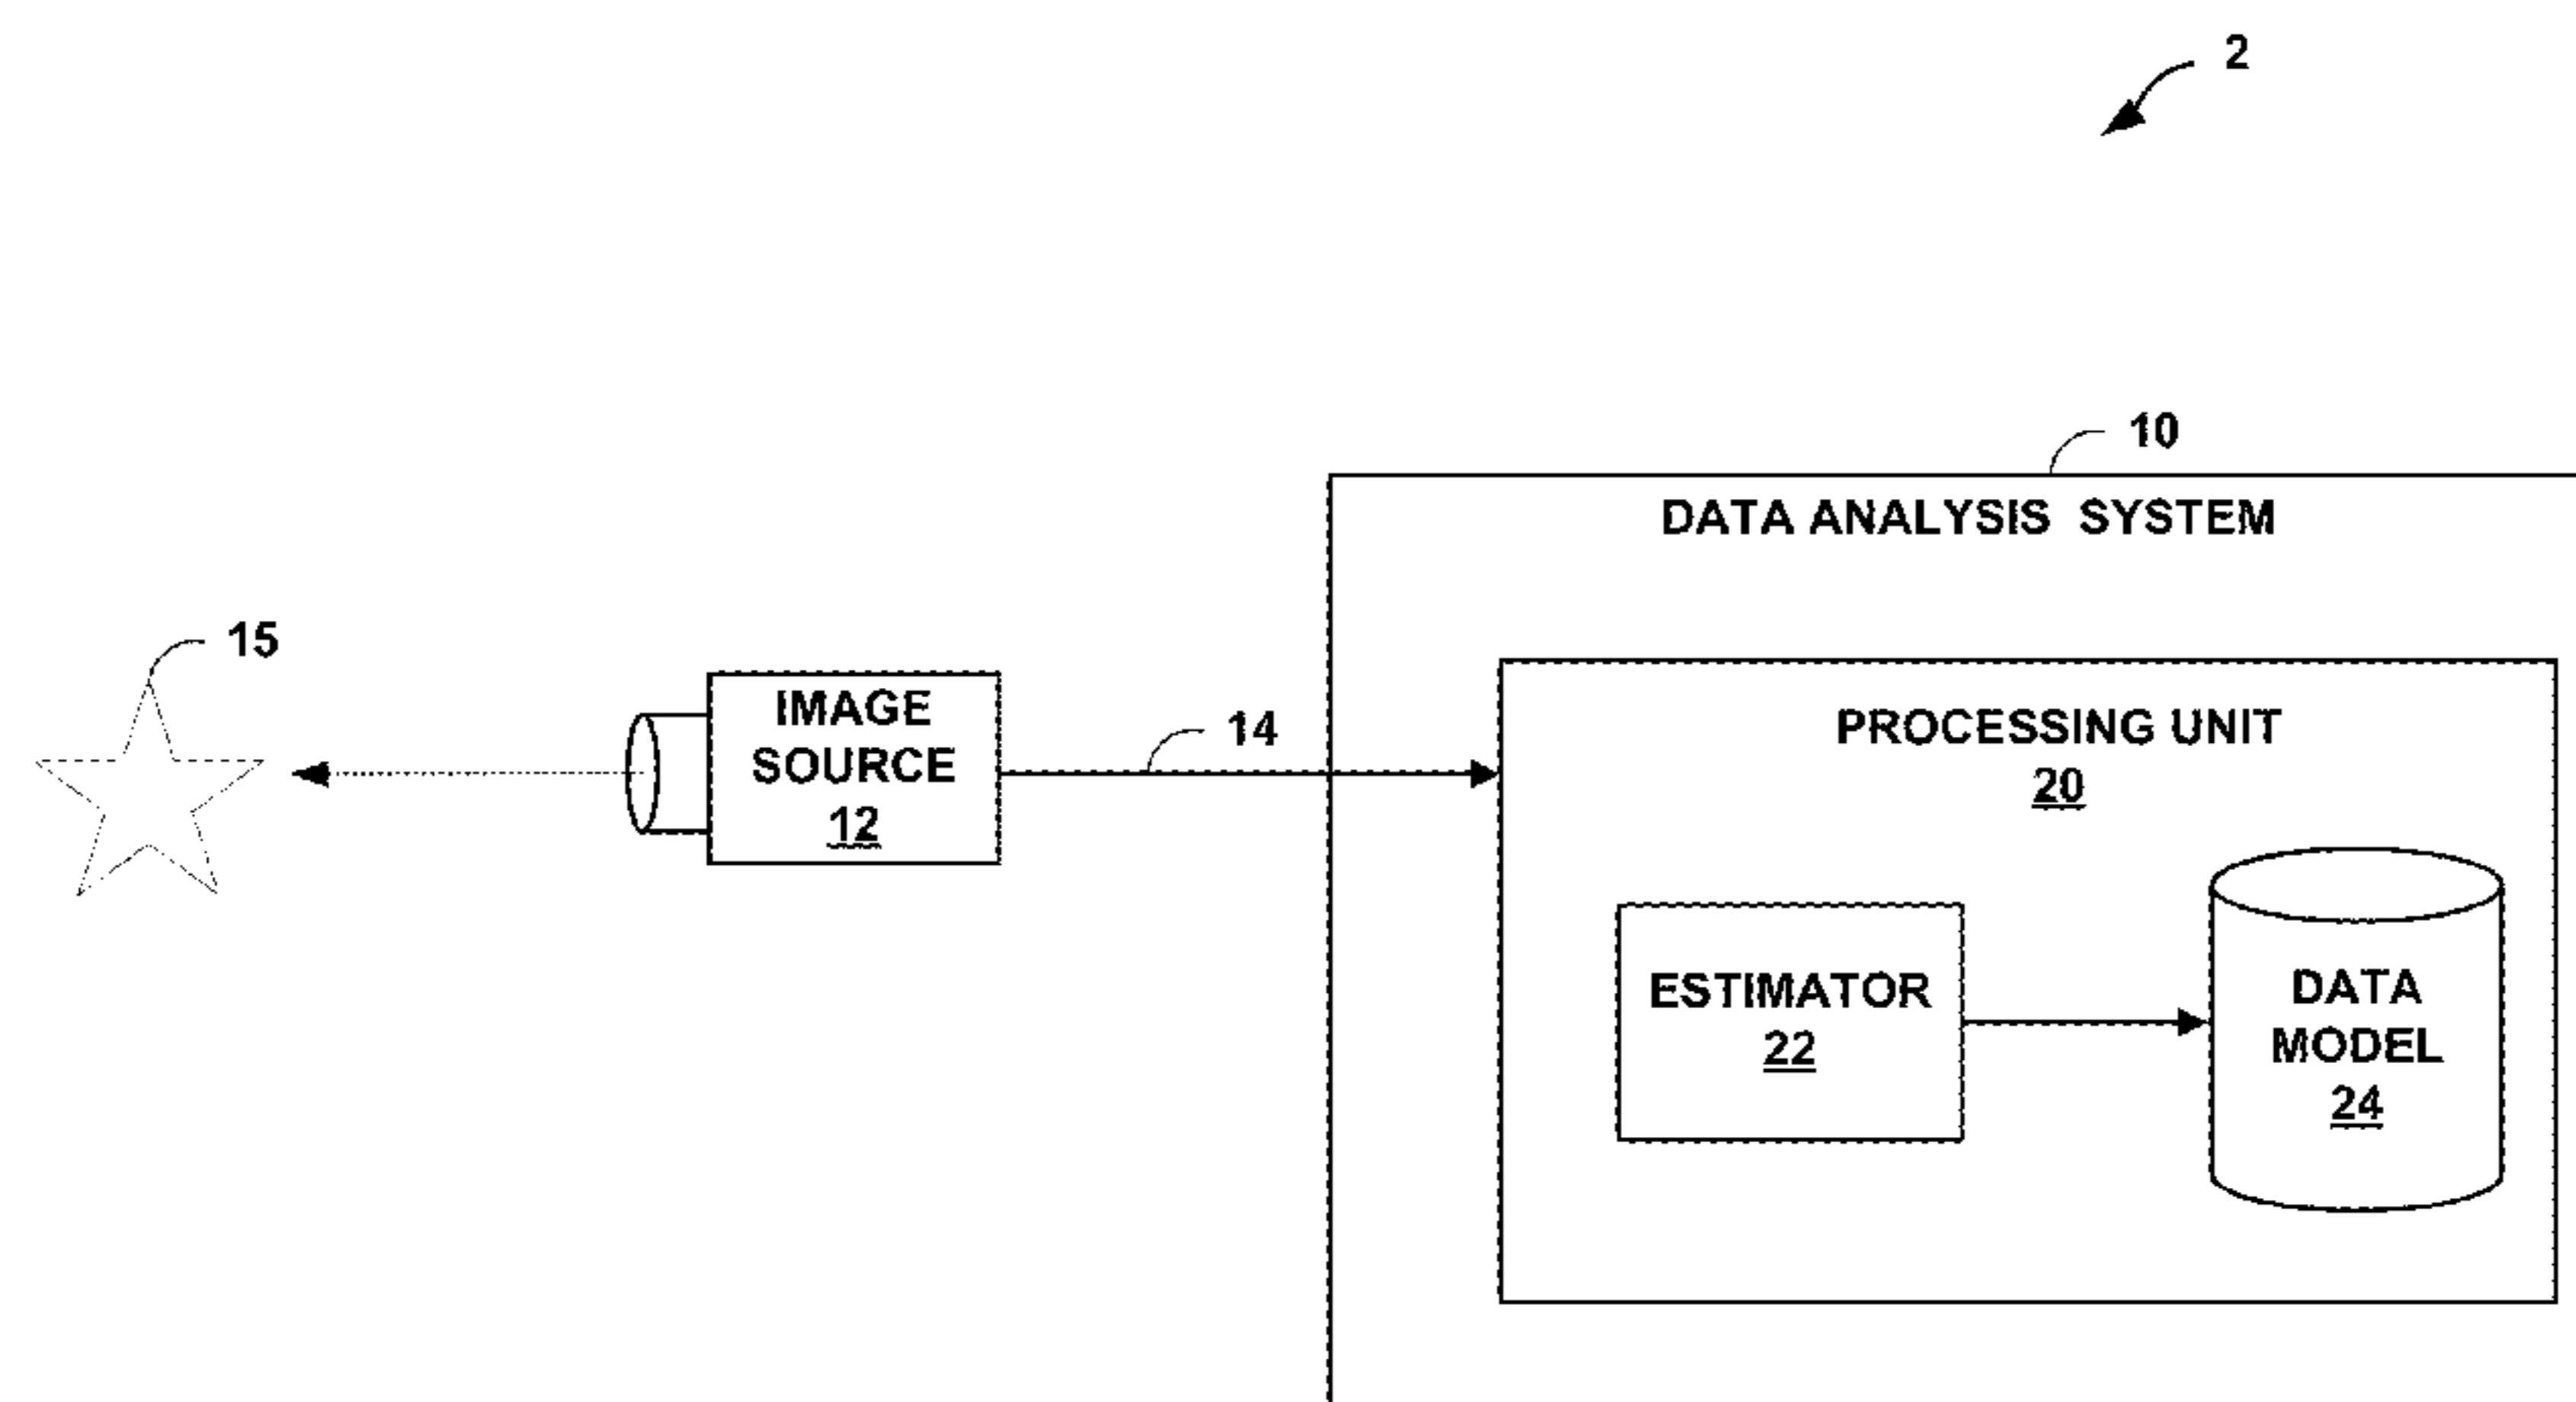 2
10
DATA ANALYSIS SYSTEM
15
IMAGE
SOURCE
12
14
PROCESSING UNIT
20
ESTIMATOR
22
DATA
MODEL
24